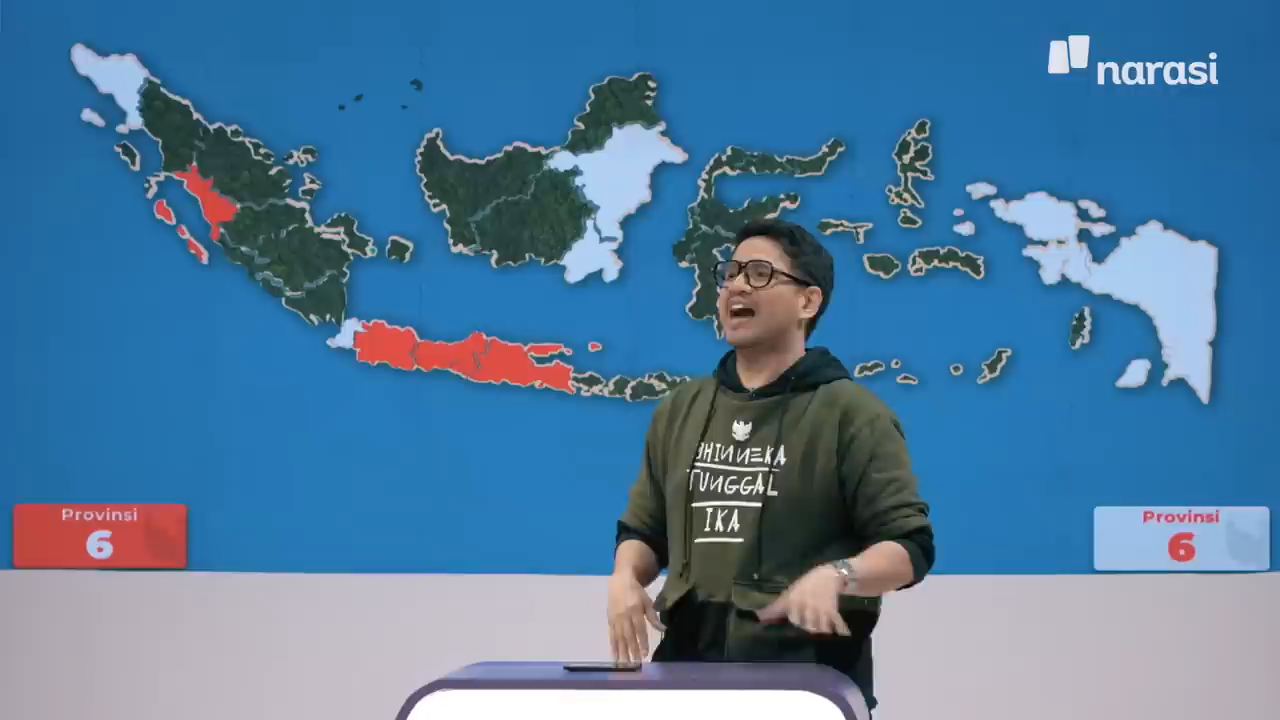 narasi
BHINNEKA
TUNGGAL
IKA
Provinsi
6
Provinsi
6